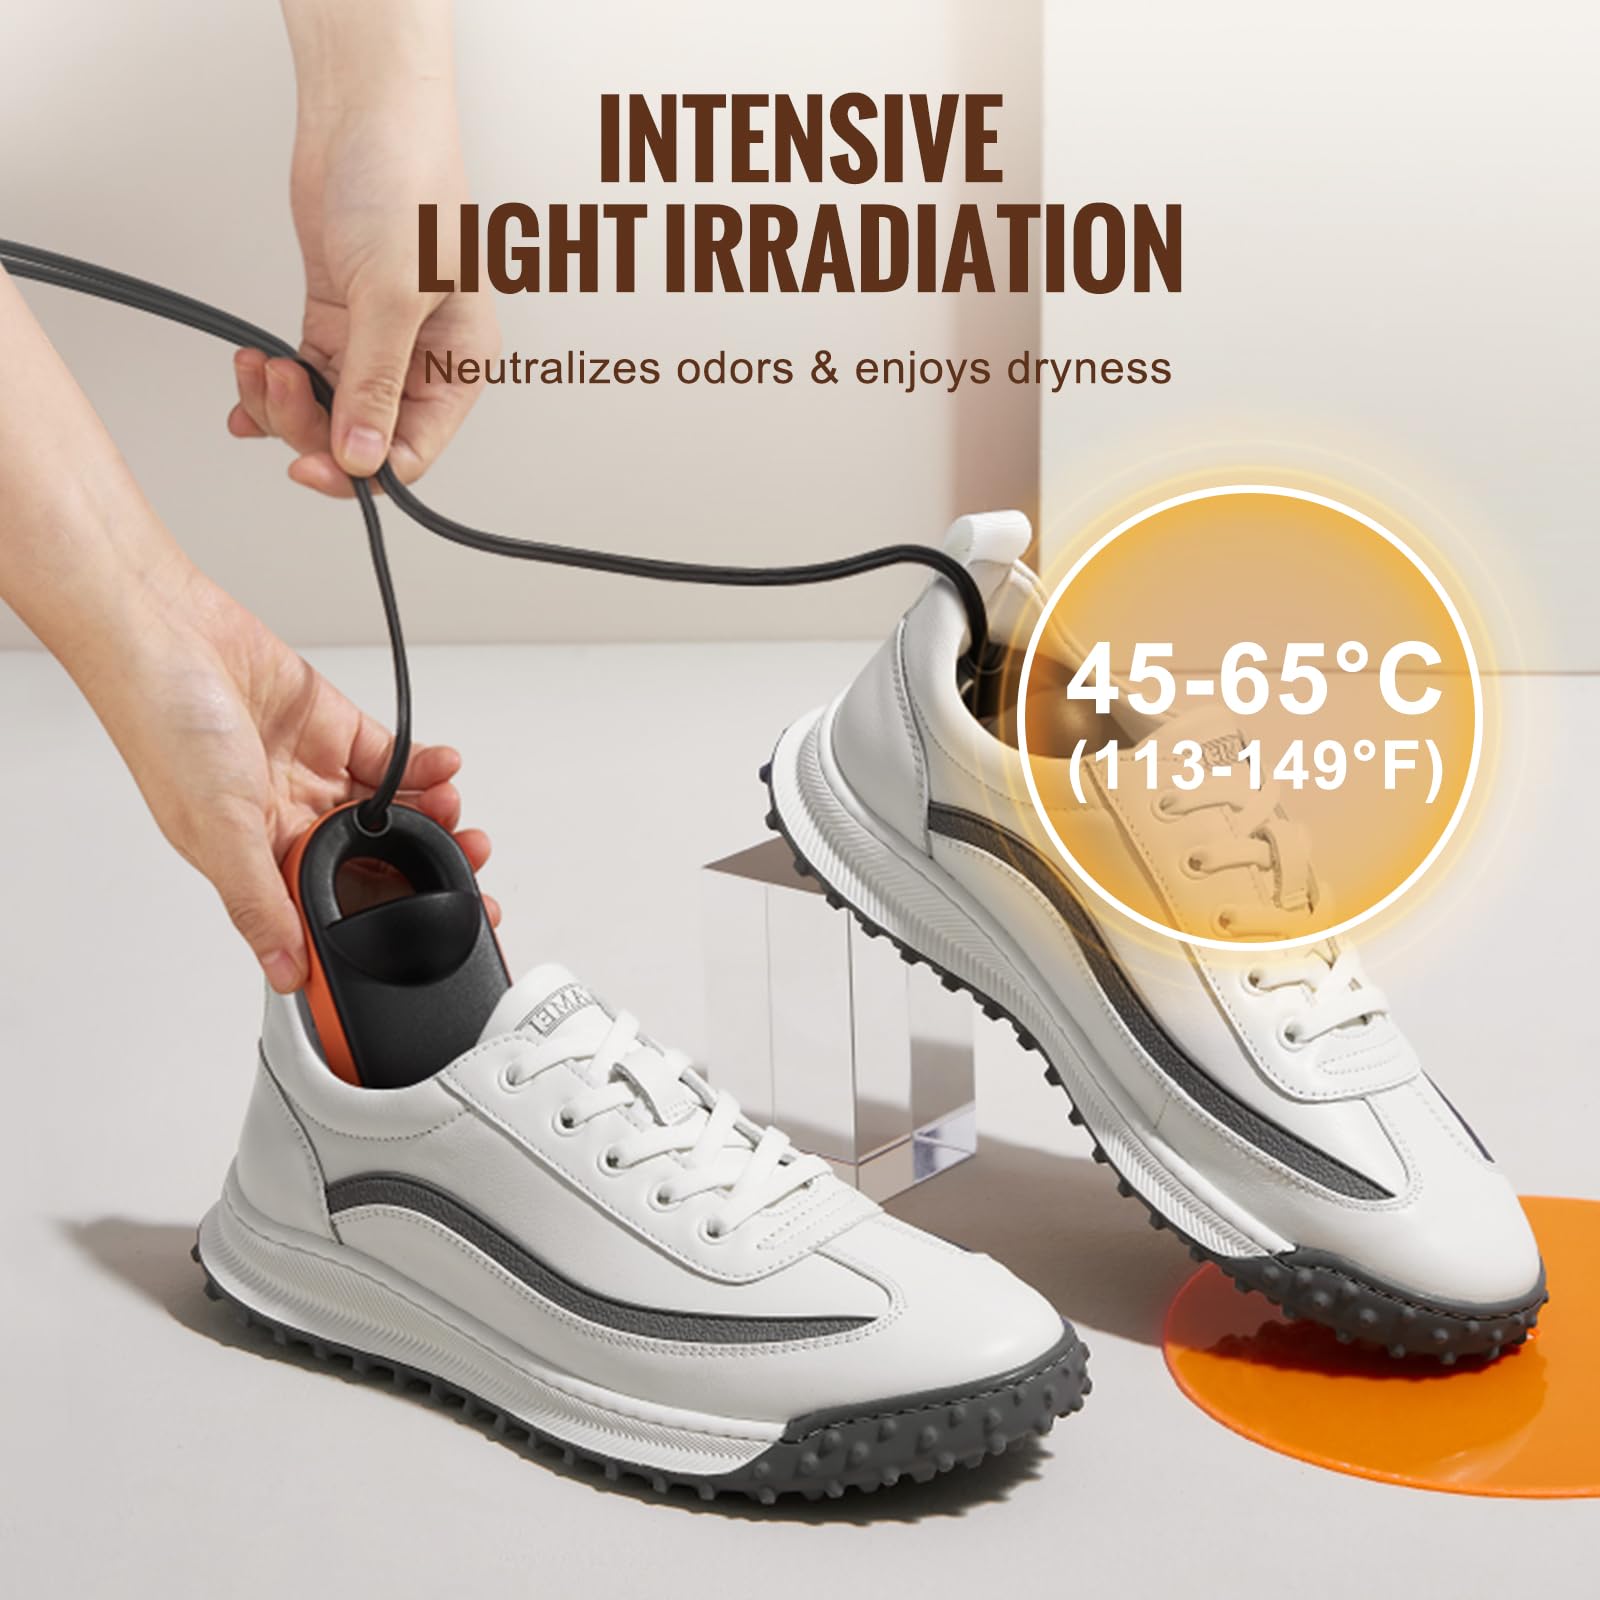 INTENSIVE
LIGHT IRRADIATION
Neutralizes odors & enjoys dryness
45-65°C
(113-149°F)